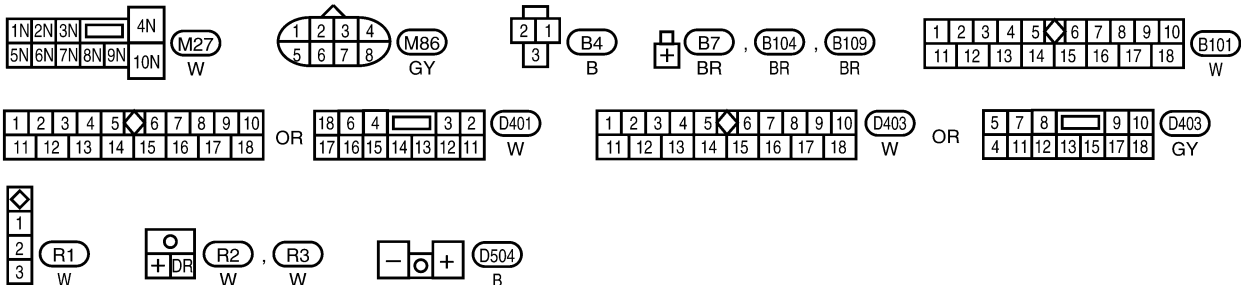 1N 2N 3N 4N
5N 6N 7N 8N 9N 10N
M27
W
1 2 3 4
5 6 7 8
M86
GY
2 1
3
B4
B
+
B7 , B104 , B109
BR BR BR
1 2 3 4 5 6 7 8 9 10
11 12 13 14 15 16 17 18
B101
W
1 2 3 4 5 6 7 8 9 10
11 12 13 14 15 16 17 18
OR
18 6 4 3 2
17 16 15 14 13 12 11
D401
W
1 2 3 4 5 6 7 8 9 10
11 12 13 14 15 16 17 18
D403
W
OR
5 7 8 9 10
4 11 12 13 15 17 18
D403
GY
1
2
3
R1
W
+ DR
R2 , R3
W W
− +
D504
B